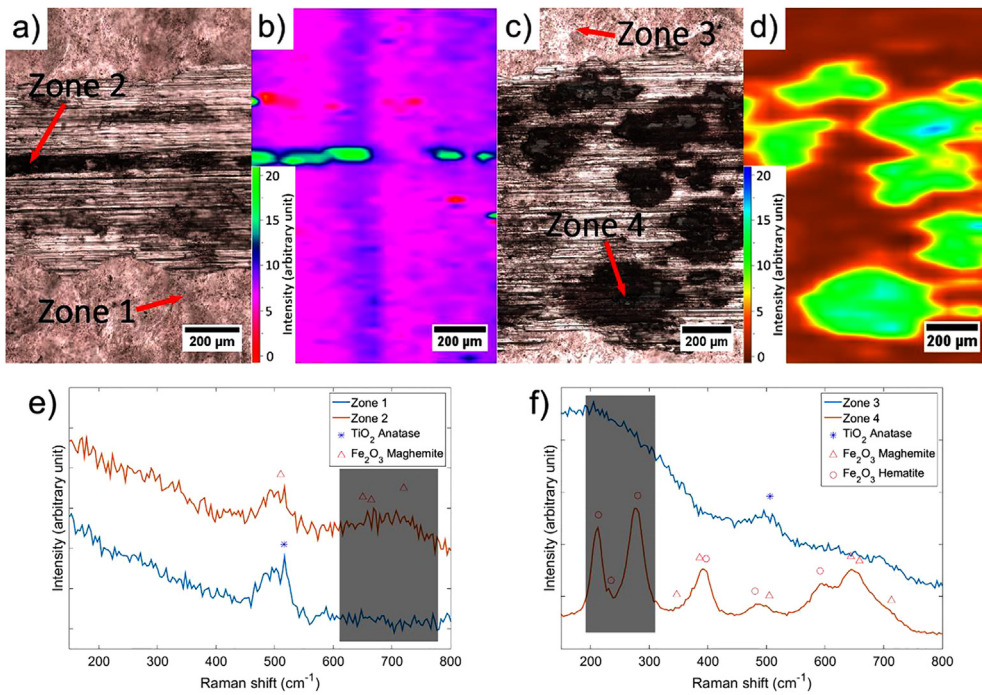 a)
Zone 2
Zone 1
200 µm
b)
20
15
10
5
0
Intensity (arbitrary unit)
200 µm
c)
Zone 3
Zone 4
200 µm
d)
20
15
10
5
0
Intensity (arbitrary unit)
200 µm
e)
Zone 1
Zone 2
TiO2 Anatase
Fe2O3 Maghemite
Intensity (arbitrary unit)
200 300 400 500 600 700 800
Raman shift (cm-1)
f)
Zone 3
Zone 4
TiO2 Anatase
Fe2O3 Maghemite
Fe2O3 Hematite
Intensity (arbitrary unit)
200 300 400 500 600 700 800
Raman shift (cm-1)